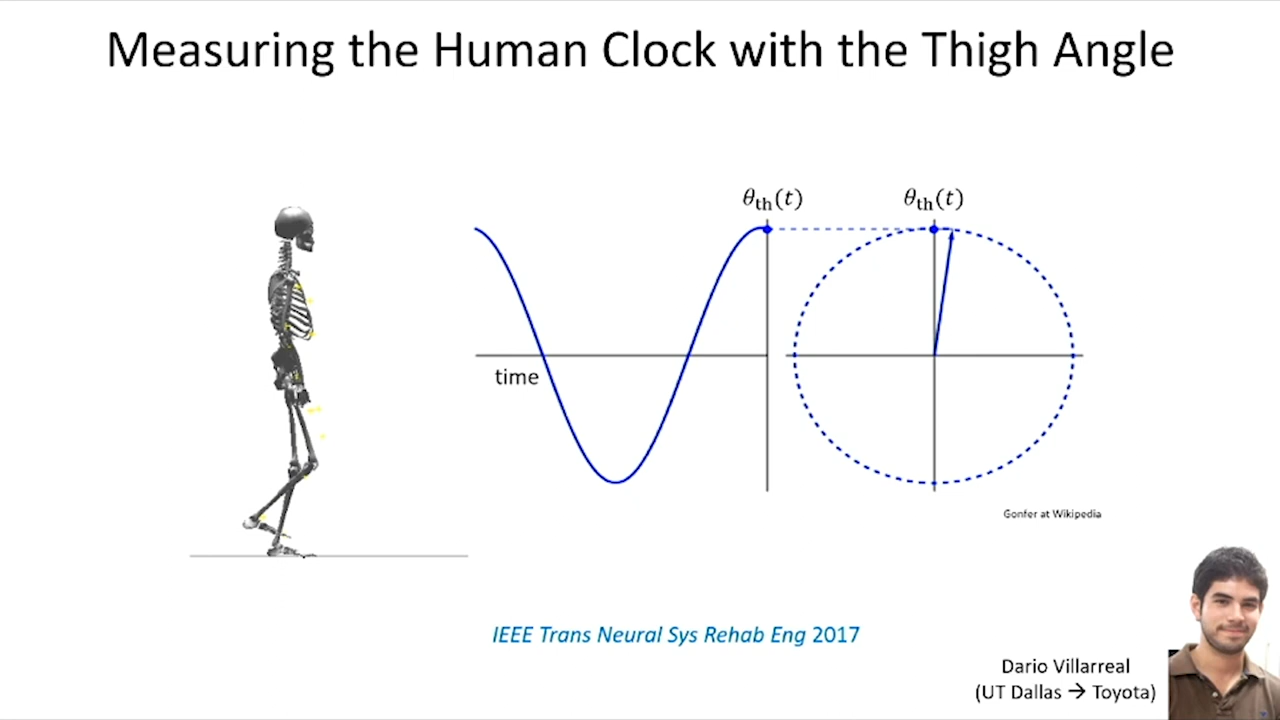 Measuring the Human Clock with the Thigh Angle
θth(t)
θth(t)
time
Gonfer at Wikipedia
IEEE Trans Neural Sys Rehab Eng 2017
Dario Villarreal
(UT Dallas → Toyota)